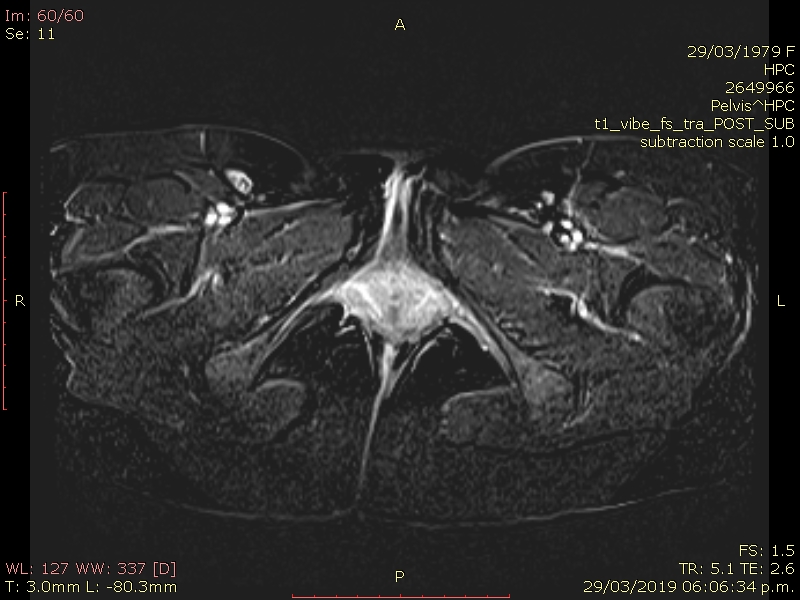 Im: 60/60
Se: 11
A
29/03/1979 F
HPC
2649966
Pelvis^HPC
t1_vibe_fs_tra_POST_SUB
subtraction scale 1.0
R
L
WL: 127 WW: 337 [D]
T: 3.0mm L: -80.3mm
P
FS: 1.5
TR: 5.1 TE: 2.6
29/03/2019 06:06:34 p.m.